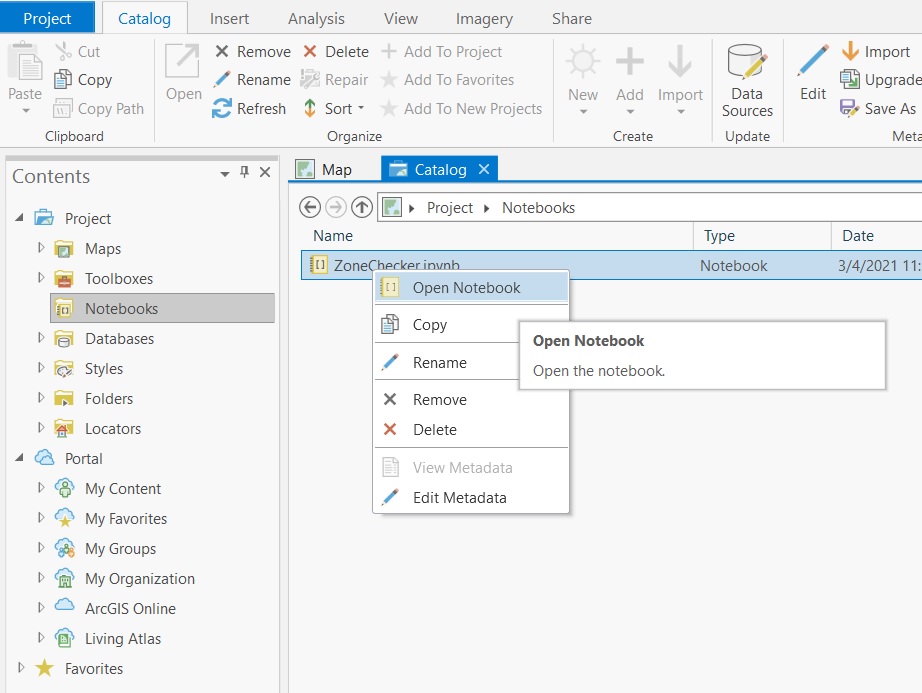 Project Catalog Insert Analysis View Imagery Share
Paste
Cut
Copy
Copy Path
Clipboard
Open
Remove
Rename
Refresh
Delete
Repair
Sort
Add To Project
Add To Favorites
Add To New Projects
Organize
New
Add
Import
Create
Data
Sources
Update
Edit
Import
Upgrade
Save As
Meta
Contents
Project
Maps
Toolboxes
Notebooks
Databases
Styles
Folders
Locators
Portal
My Content
My Favorites
My Groups
My Organization
ArcGIS Online
Living Atlas
Favorites
Map Catalog
Project Notebooks
Name Type Date
ZoneChecker.ipynb Notebook 3/4/2021 11:
Open Notebook
Copy
Rename
Remove
Delete
View Metadata
Edit Metadata
Open Notebook
Open the notebook.